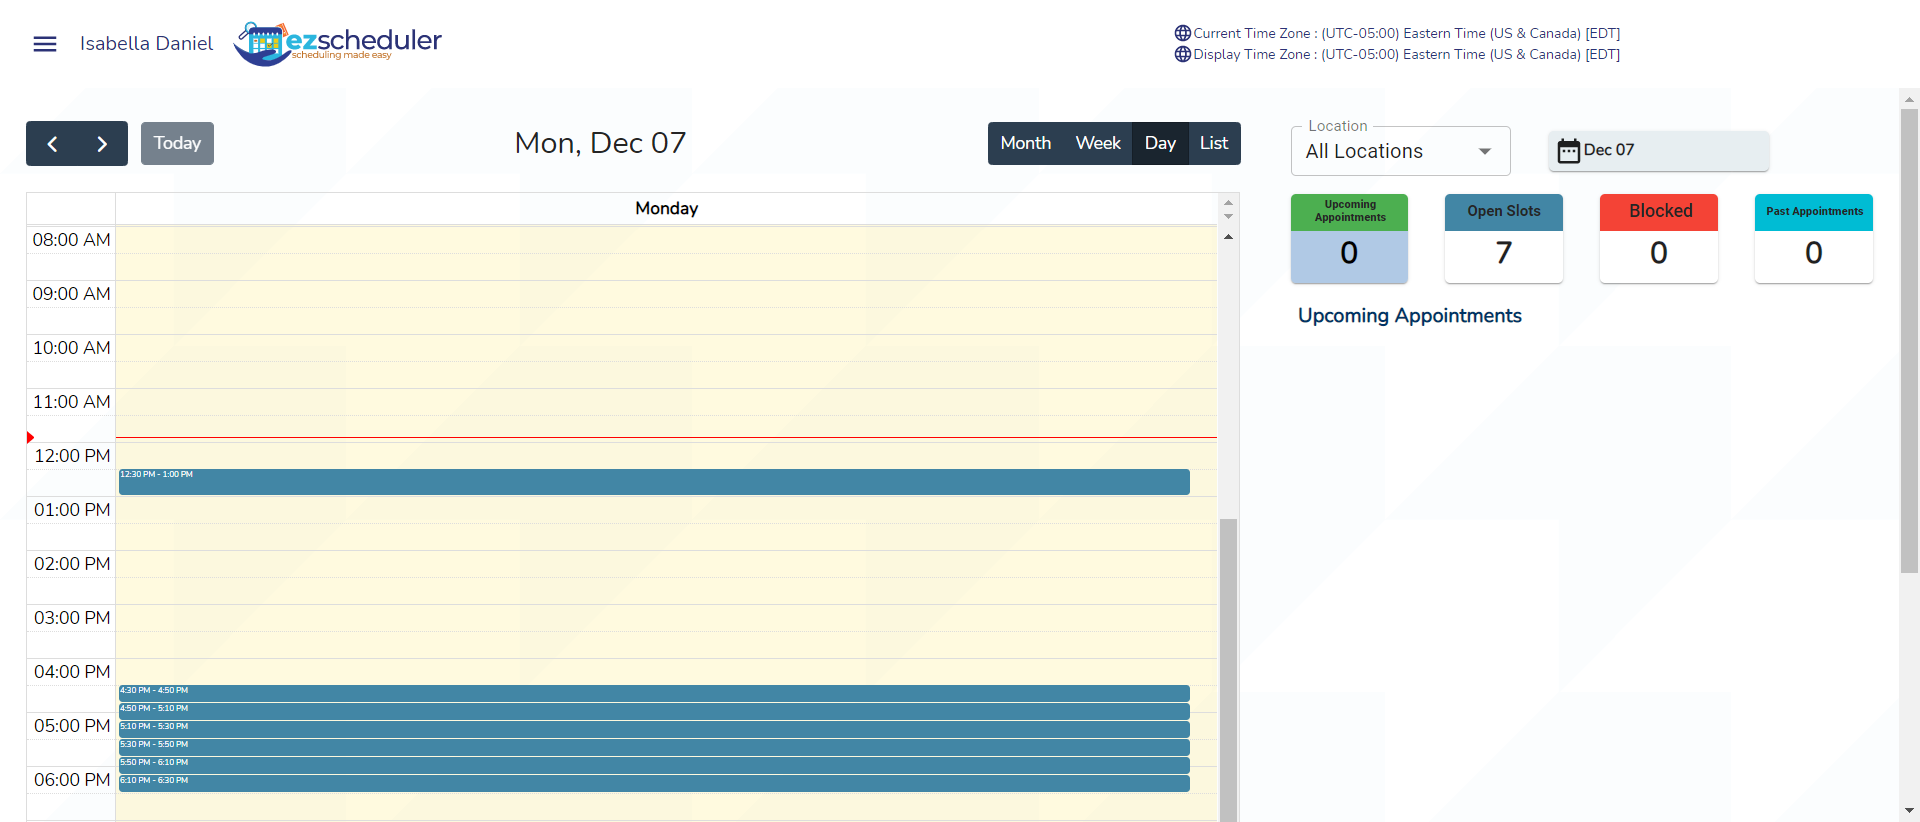 Isabella Daniel
ezscheduler
scheduling made easy
Current Time Zone : (UTC-05:00) Eastern Time (US & Canada) [EDT]
Display Time Zone : (UTC-05:00) Eastern Time (US & Canada) [EDT]
Today
Mon, Dec 07
Month Week Day List
Location
All Locations
Dec 07
Monday
08:00 AM
09:00 AM
10:00 AM
11:00 AM
12:00 PM
12:30 PM - 1:00 PM
01:00 PM
02:00 PM
03:00 PM
04:00 PM
4:30 PM - 4:50 PM
4:50 PM - 5:10 PM
05:00 PM
5:10 PM - 5:30 PM
5:30 PM - 5:50 PM
5:50 PM - 6:10 PM
06:00 PM
6:10 PM - 6:30 PM
Upcoming
Appointments
0
Open Slots
7
Blocked
0
Past Appointments
0
Upcoming Appointments